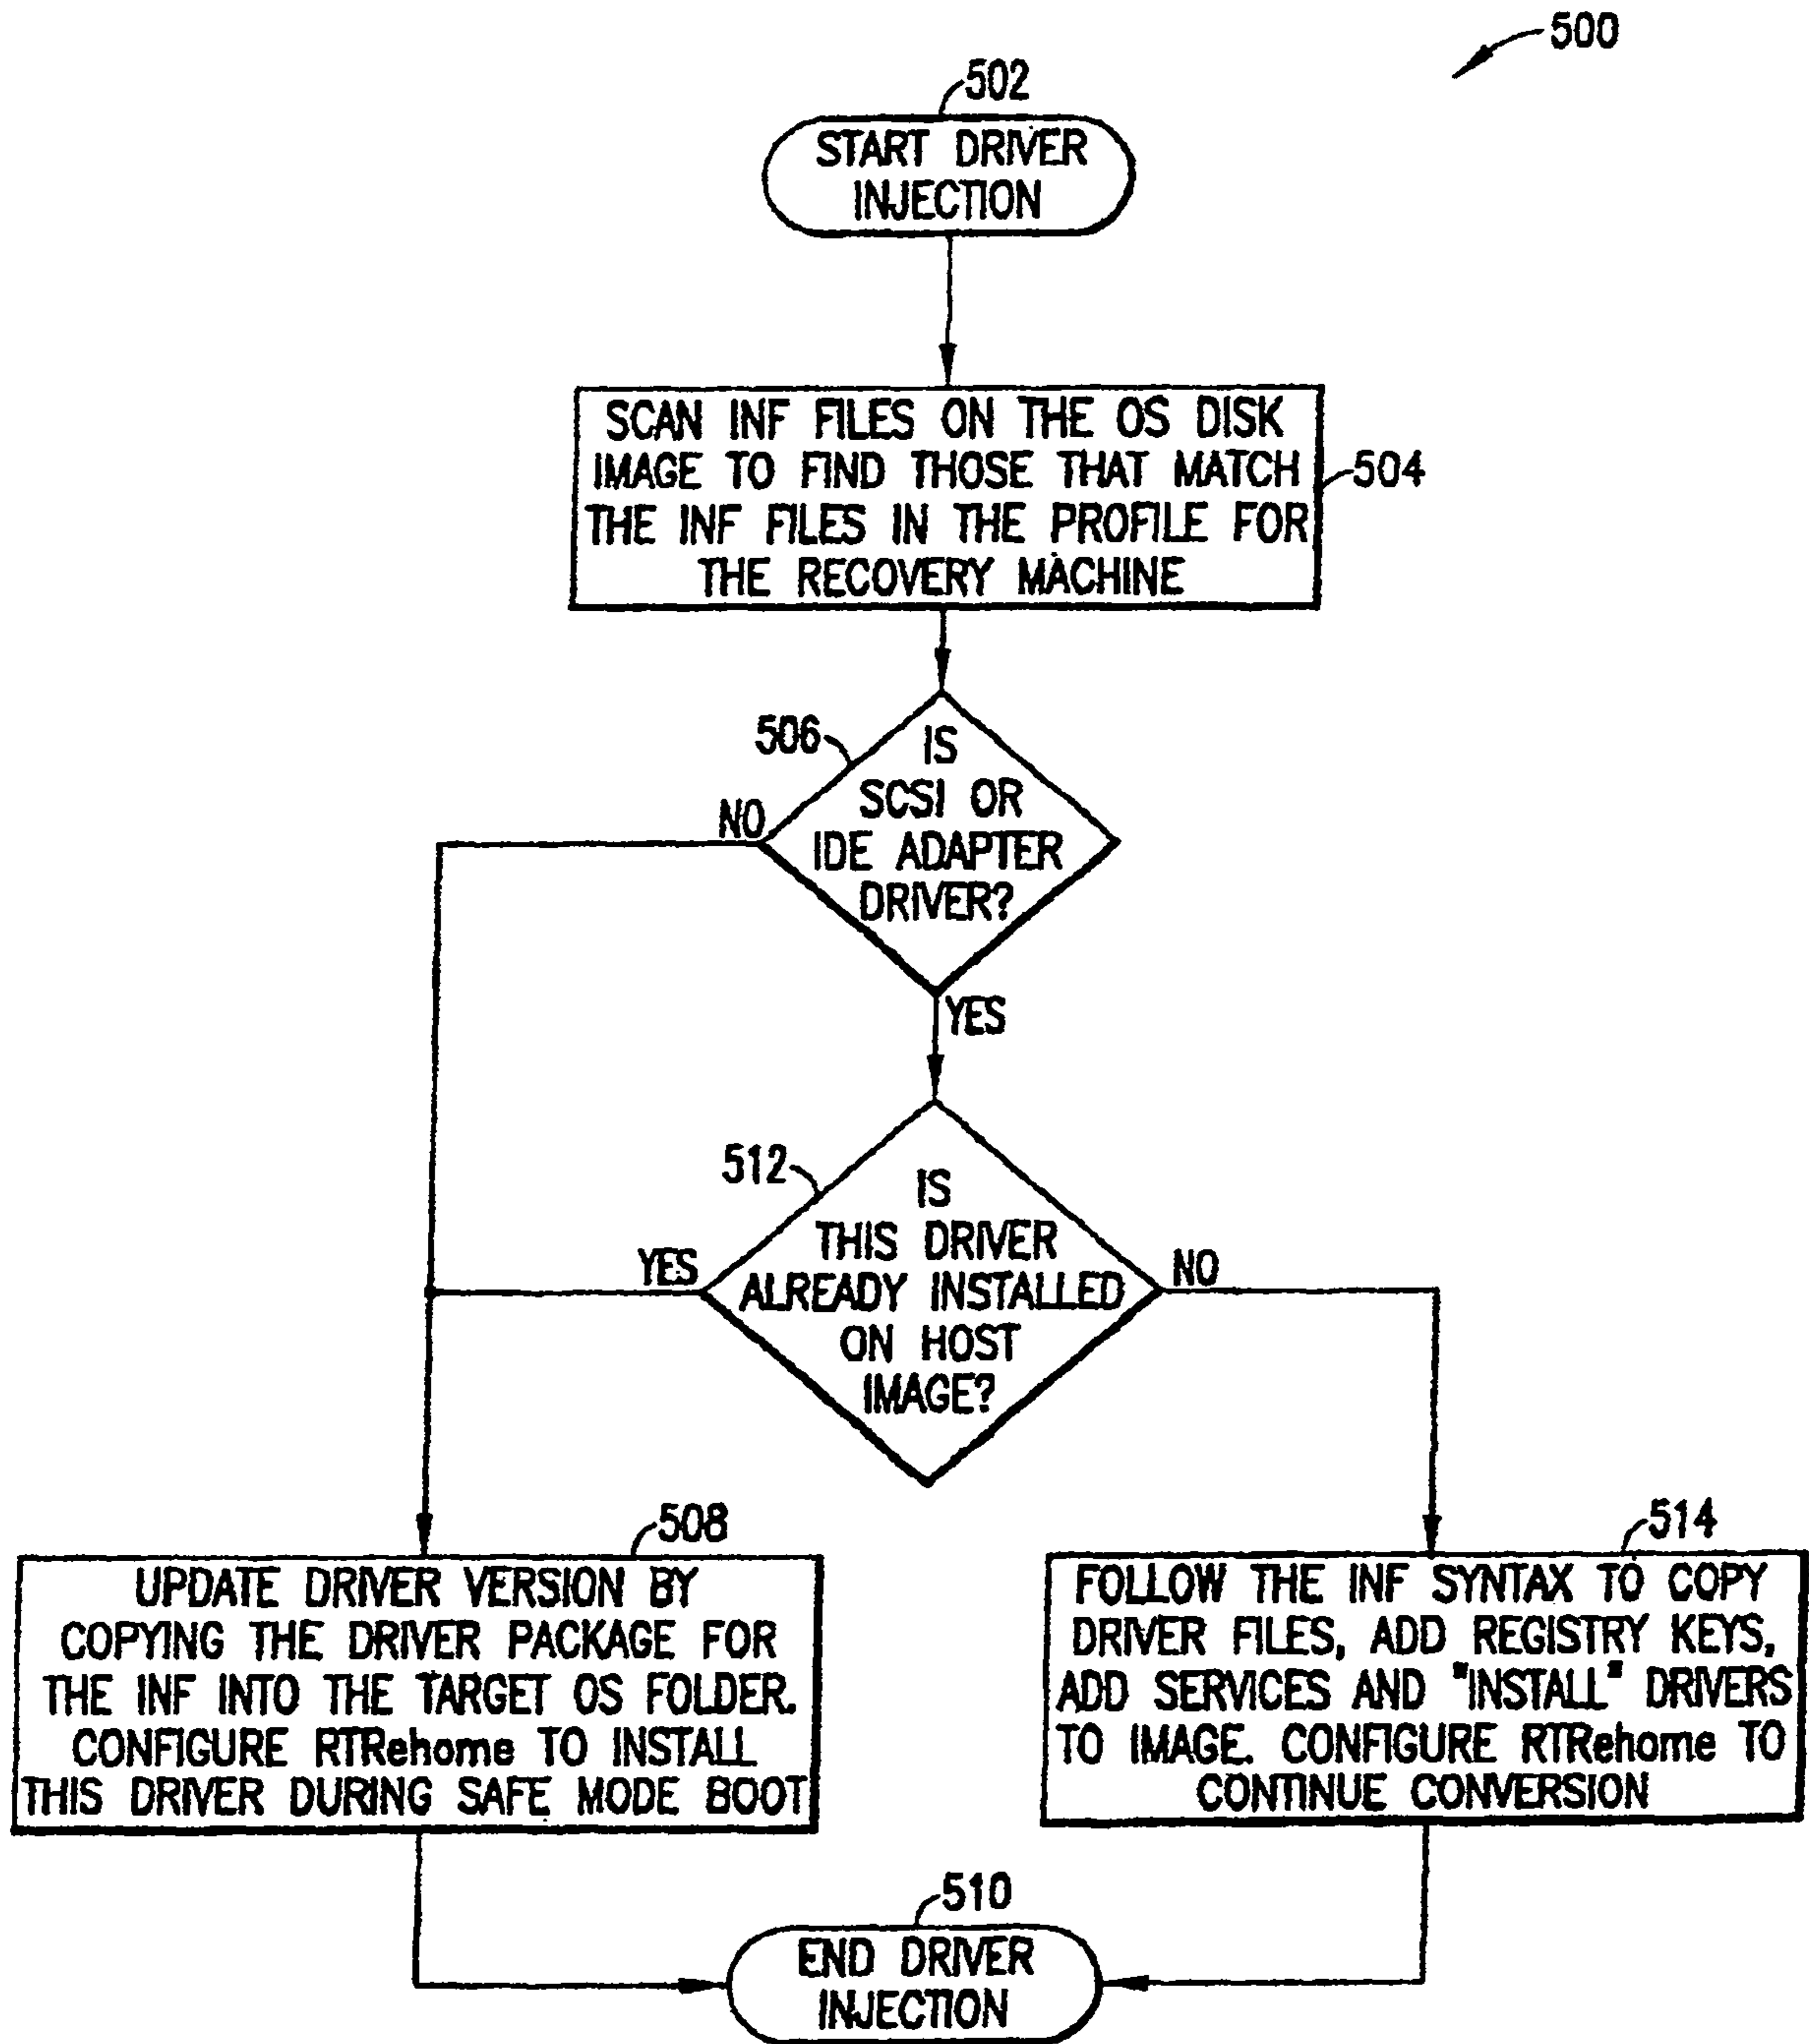 500
502
START DRIVER
INJECTION
SCAN INF FILES ON THE OS DISK
IMAGE TO FIND THOSE THAT MATCH
THE INF FILES IN THE PROFILE FOR
THE RECOVERY MACHINE
504
506
IS
SCSI OR
IDE ADAPTER
DRIVER?
NO
YES
512
IS
THIS DRIVER
ALREADY INSTALLED
ON HOST
IMAGE?
YES
NO
508
UPDATE DRIVER VERSION BY
COPYING THE DRIVER PACKAGE FOR
THE INF INTO THE TARGET OS FOLDER.
CONFIGURE RTRehome TO INSTALL
THIS DRIVER DURING SAFE MODE BOOT
514
FOLLOW THE INF SYNTAX TO COPY
DRIVER FILES, ADD REGISTRY KEYS,
ADD SERVICES AND "INSTALL" DRIVERS
TO IMAGE. CONFIGURE RTRehome TO
CONTINUE CONVERSION
510
END DRIVER
INJECTION